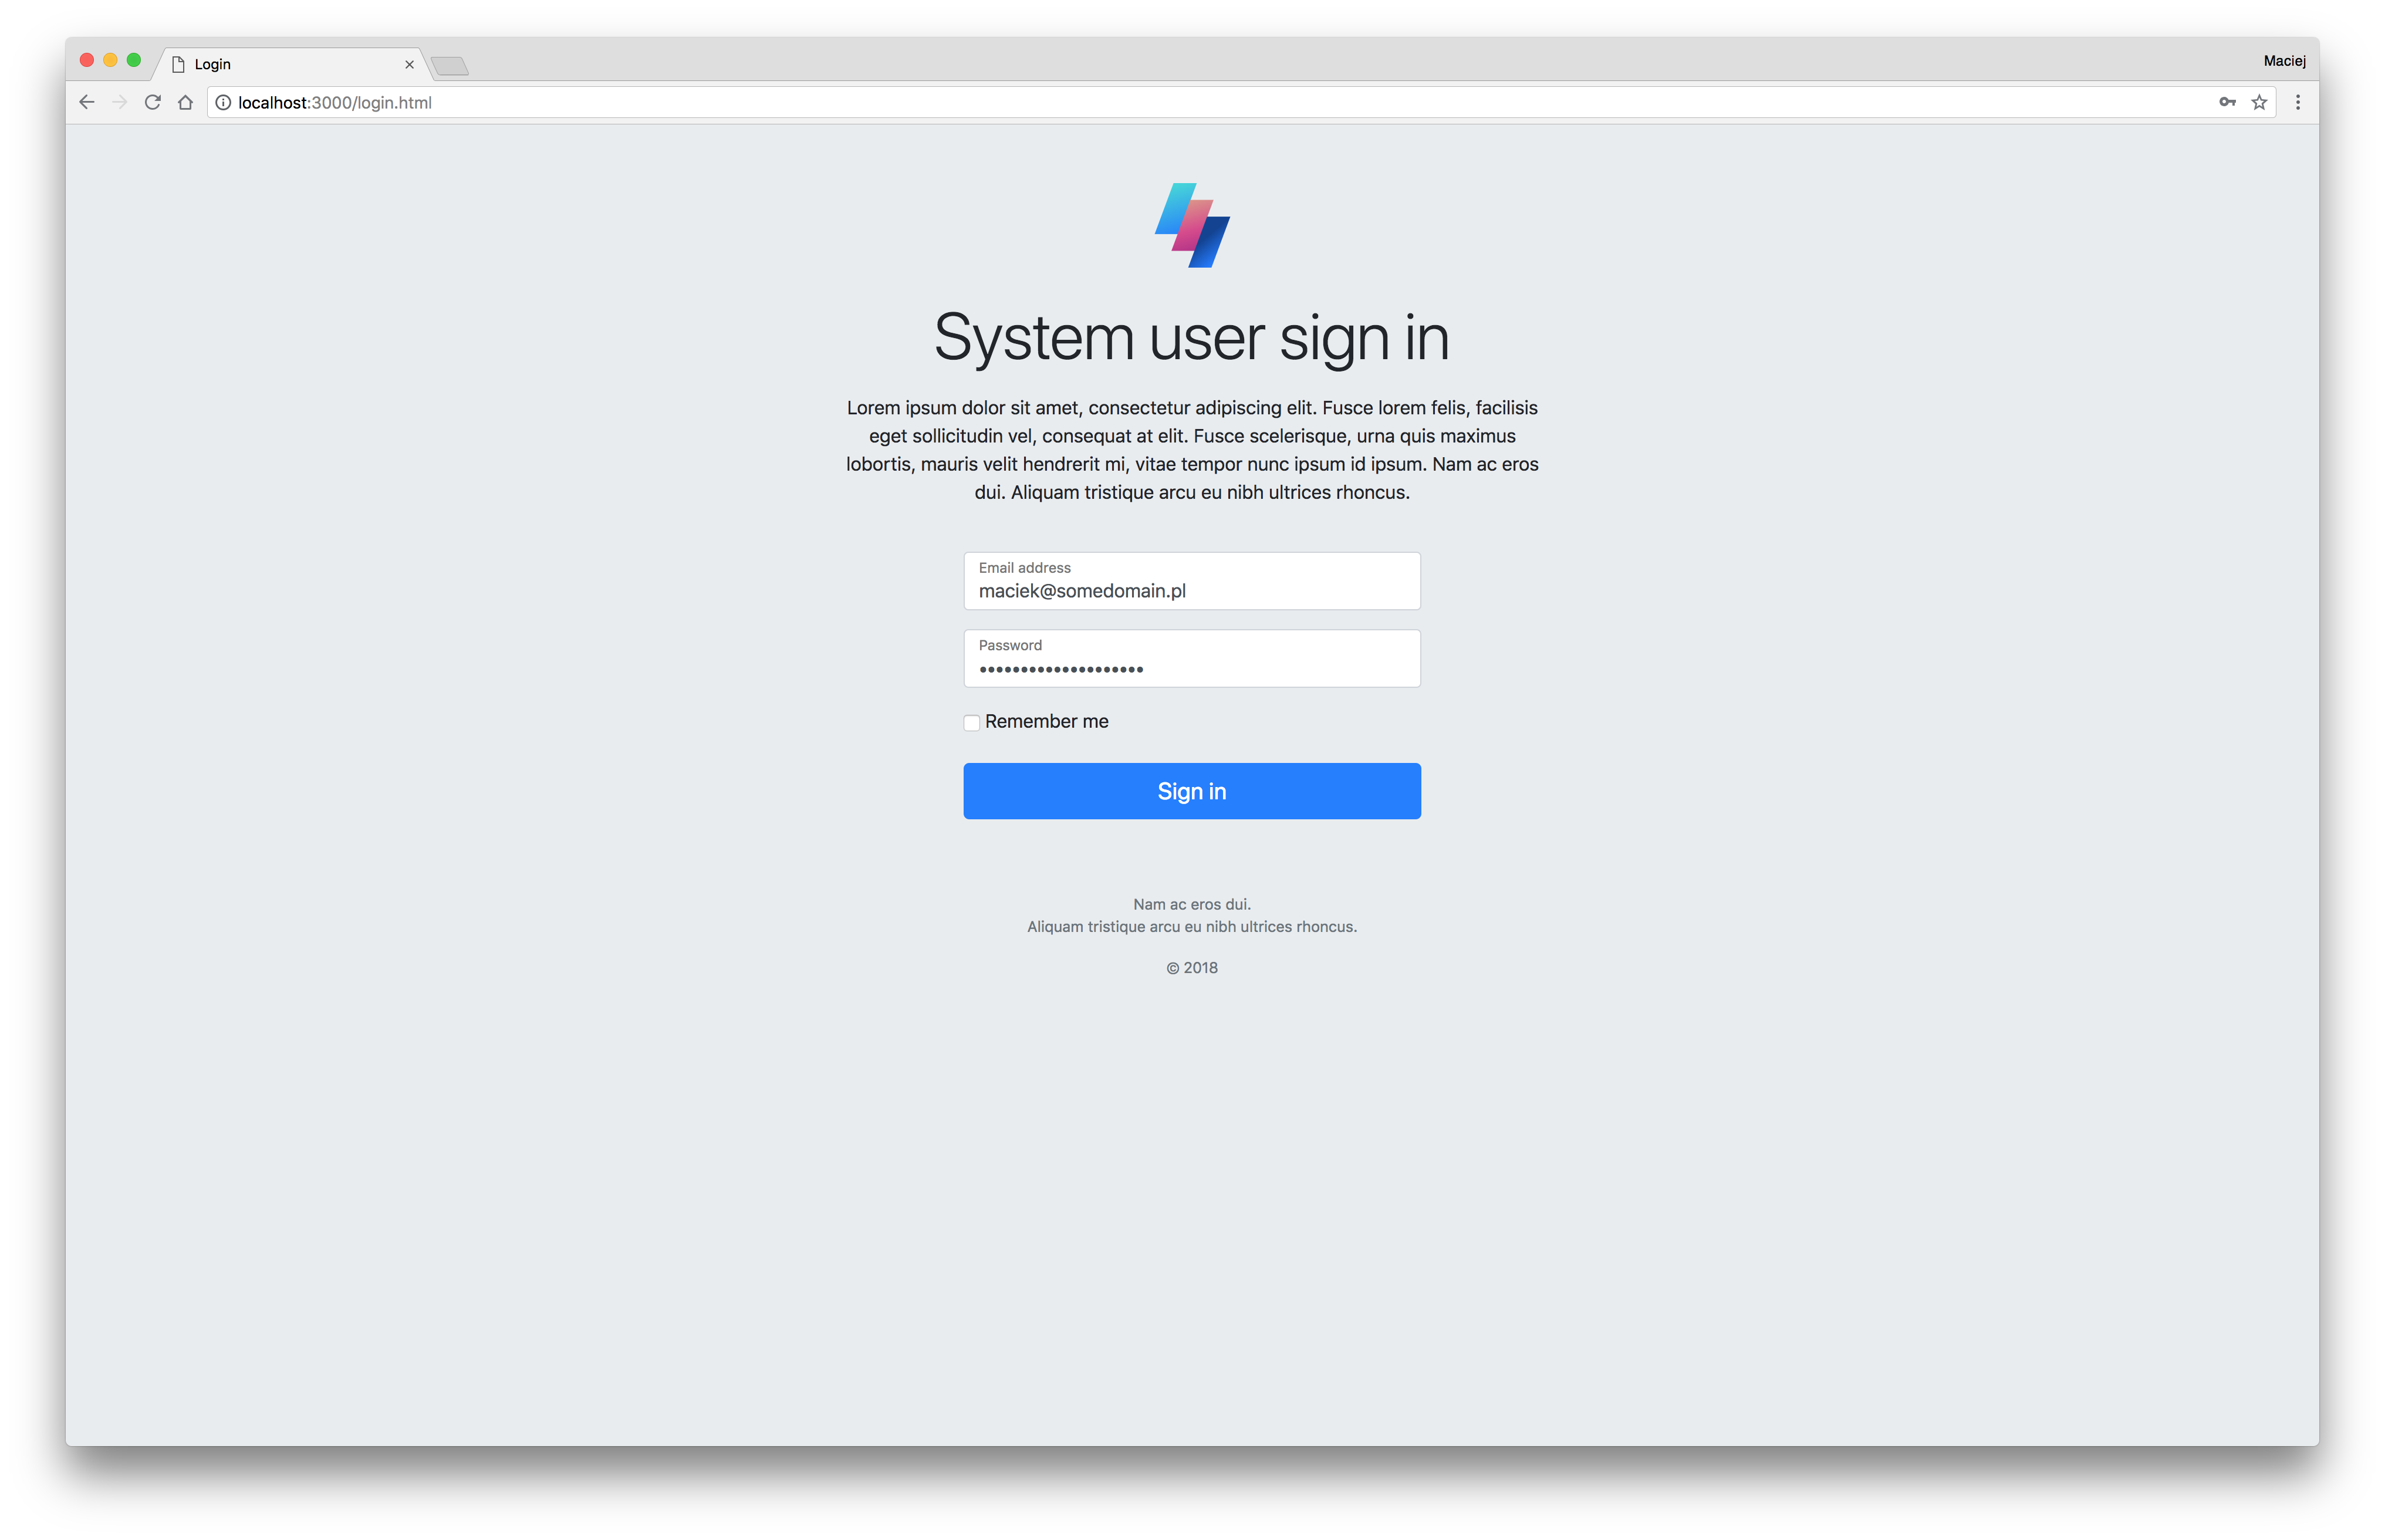 Login
Maciej
localhost:3000/login.html
System user sign in
Lorem ipsum dolor sit amet, consectetur adipiscing elit. Fusce lorem felis, facilisis
eget sollicitudin vel, consequat at elit. Fusce scelerisque, urna quis maximus
lobortis, mauris velit hendrerit mi, vitae tempor nunc ipsum id ipsum. Nam ac eros
dui. Aliquam tristique arcu eu nibh ultrices rhoncus.
Email address
maciek@somedomain.pl
Password
••••••••••••••••••••
Remember me
Sign in
Nam ac eros dui.
Aliquam tristique arcu eu nibh ultrices rhoncus.
© 2018